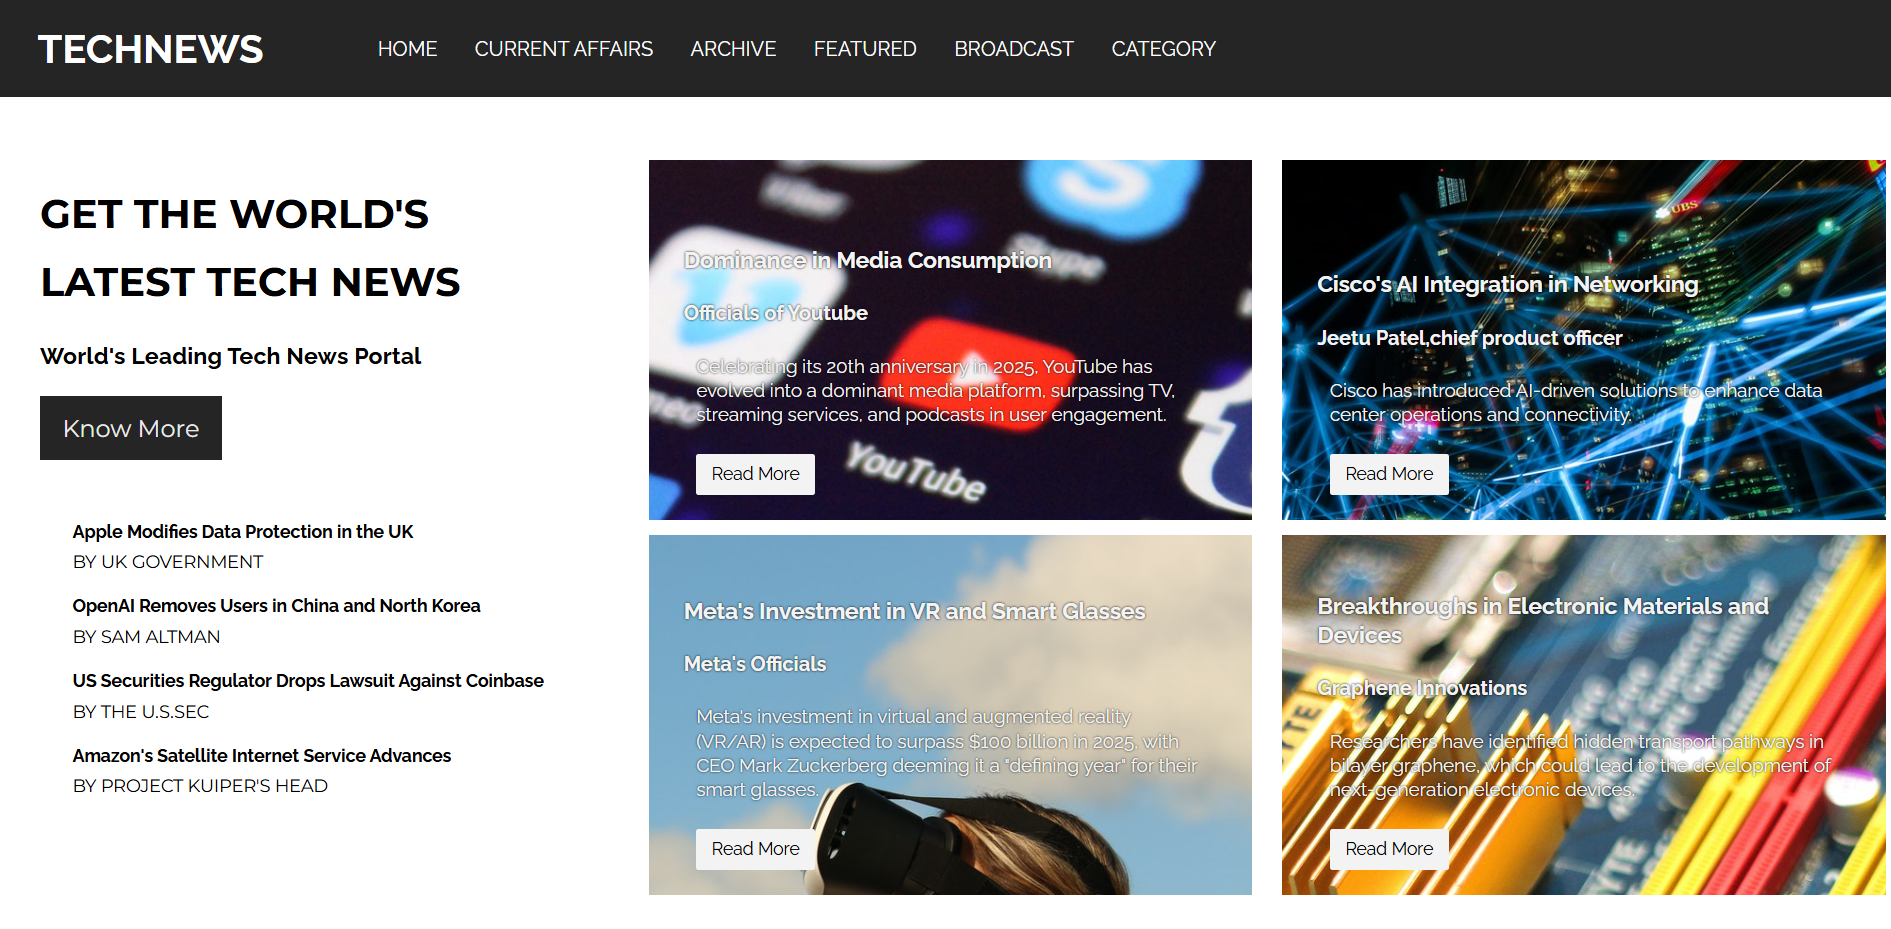 TECHNEWS
HOME
CURRENT AFFAIRS
ARCHIVE
FEATURED
BROADCAST
CATEGORY
GET THE WORLD'S
LATEST TECH NEWS
World's Leading Tech News Portal
Know More
Apple Modifies Data Protection in the UK
BY UK GOVERNMENT
OpenAI Removes Users in China and North Korea
BY SAM ALTMAN
US Securities Regulator Drops Lawsuit Against Coinbase
BY THE U.S.SEC
Amazon's Satellite Internet Service Advances
BY PROJECT KUIPER'S HEAD
Viber
Skype
Dominance in Media Consumption
Officials of Youtube
Celebrating its 20th anniversary in 2025, YouTube has
evolved into a dominant media platform, surpassing TV,
streaming services, and podcasts in user engagement.
YouTube
Read More
UBS
Cisco's AI Integration in Networking
Jeetu Patel,chief product officer
Cisco has introduced AI-driven solutions to enhance data
center operations and connectivity.
Read More
Meta's Investment in VR and Smart Glasses
Meta's Officials
Meta's investment in virtual and augmented reality
(VR/AR) is expected to surpass $100 billion in 2025, with
CEO Mark Zuckerberg deeming it a "defining year" for their
smart glasses.
Read More
Breakthroughs in Electronic Materials and
Devices
Graphene Innovations
Researchers have identified hidden transport pathways in
bilayer graphene, which could lead to the development of
next-generation electronic devices.
Read More